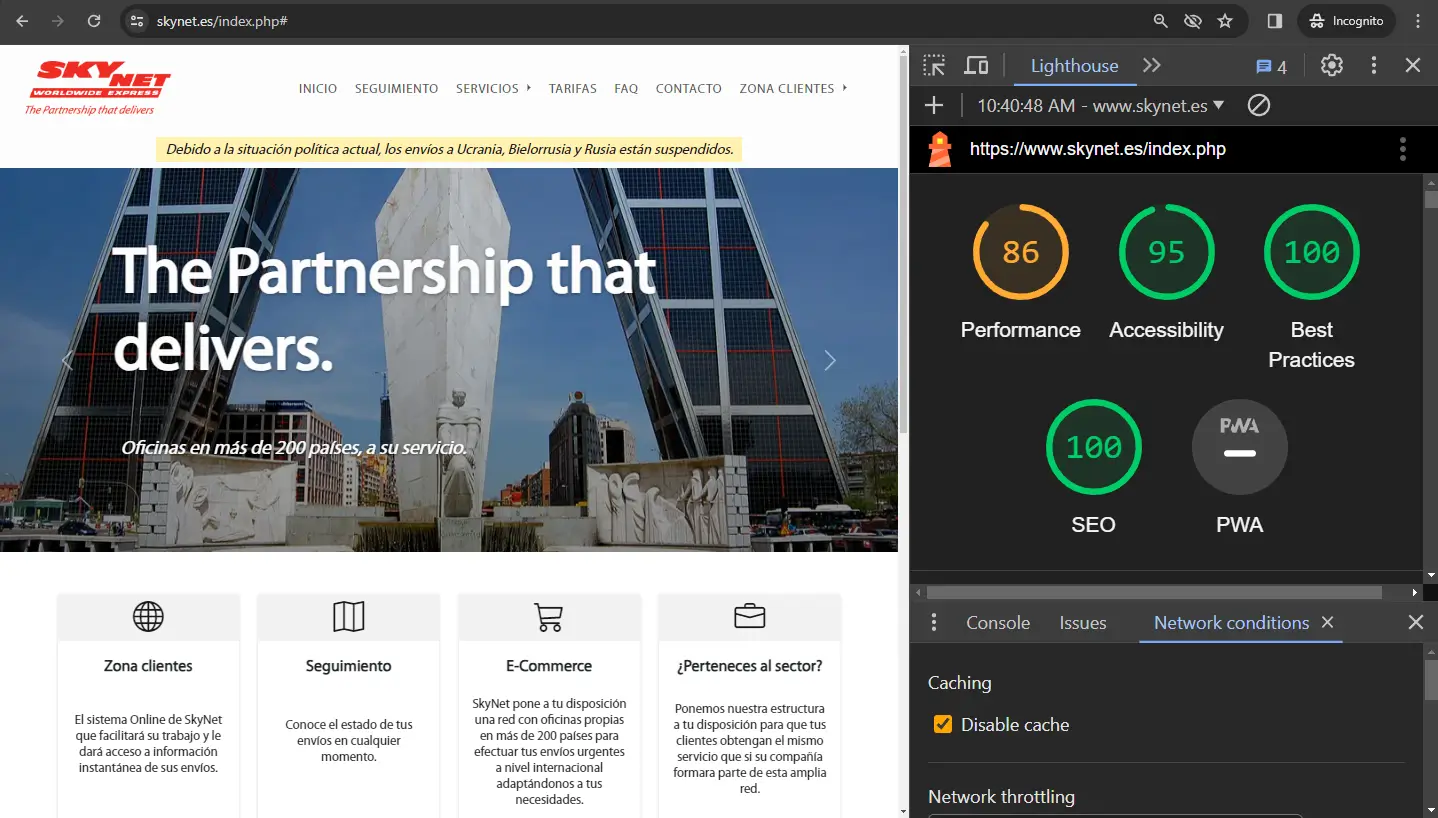 skynet.es/index.php#
Incognito
SKYNET
WORLDWIDE EXPRESS
The Partnership that delivers
INICIO SEGUIMIENTO SERVICIOS TARIFAS FAQ CONTACTO ZONA CLIENTES
Debido a la situación política actual, los envíos a Ucrania, Bielorrusia y Rusia están suspendidos.
The Partnership that
delivers.
Oficinas en más de 200 países, a su servicio.
Zona clientes
El sistema Online de SkyNet
que facilitará su trabajo y le
dará acceso a información
instantánea de sus envíos.
Seguimiento
Conoce el estado de tus
envíos en cualquier
momento.
E-Commerce
SkyNet pone a tu disposición
una red con oficinas propias
en más de 200 países para
efectuar tus envíos urgentes
a nivel internacional
adaptándonos a tus
necesidades.
¿Perteneces al sector?
Ponemos nuestra estructura
a tu disposición para que tus
clientes obtengan el mismo
servicio que si su compañía
formara parte de esta amplia
red.
Lighthouse
4
10:40:48 AM - www.skynet.es
https://www.skynet.es/index.php
86
Performance
95
Accessibility
100
Best
Practices
100
SEO
PWA
PWA
Console Issues Network conditions
Caching
Disable cache
Network throttling